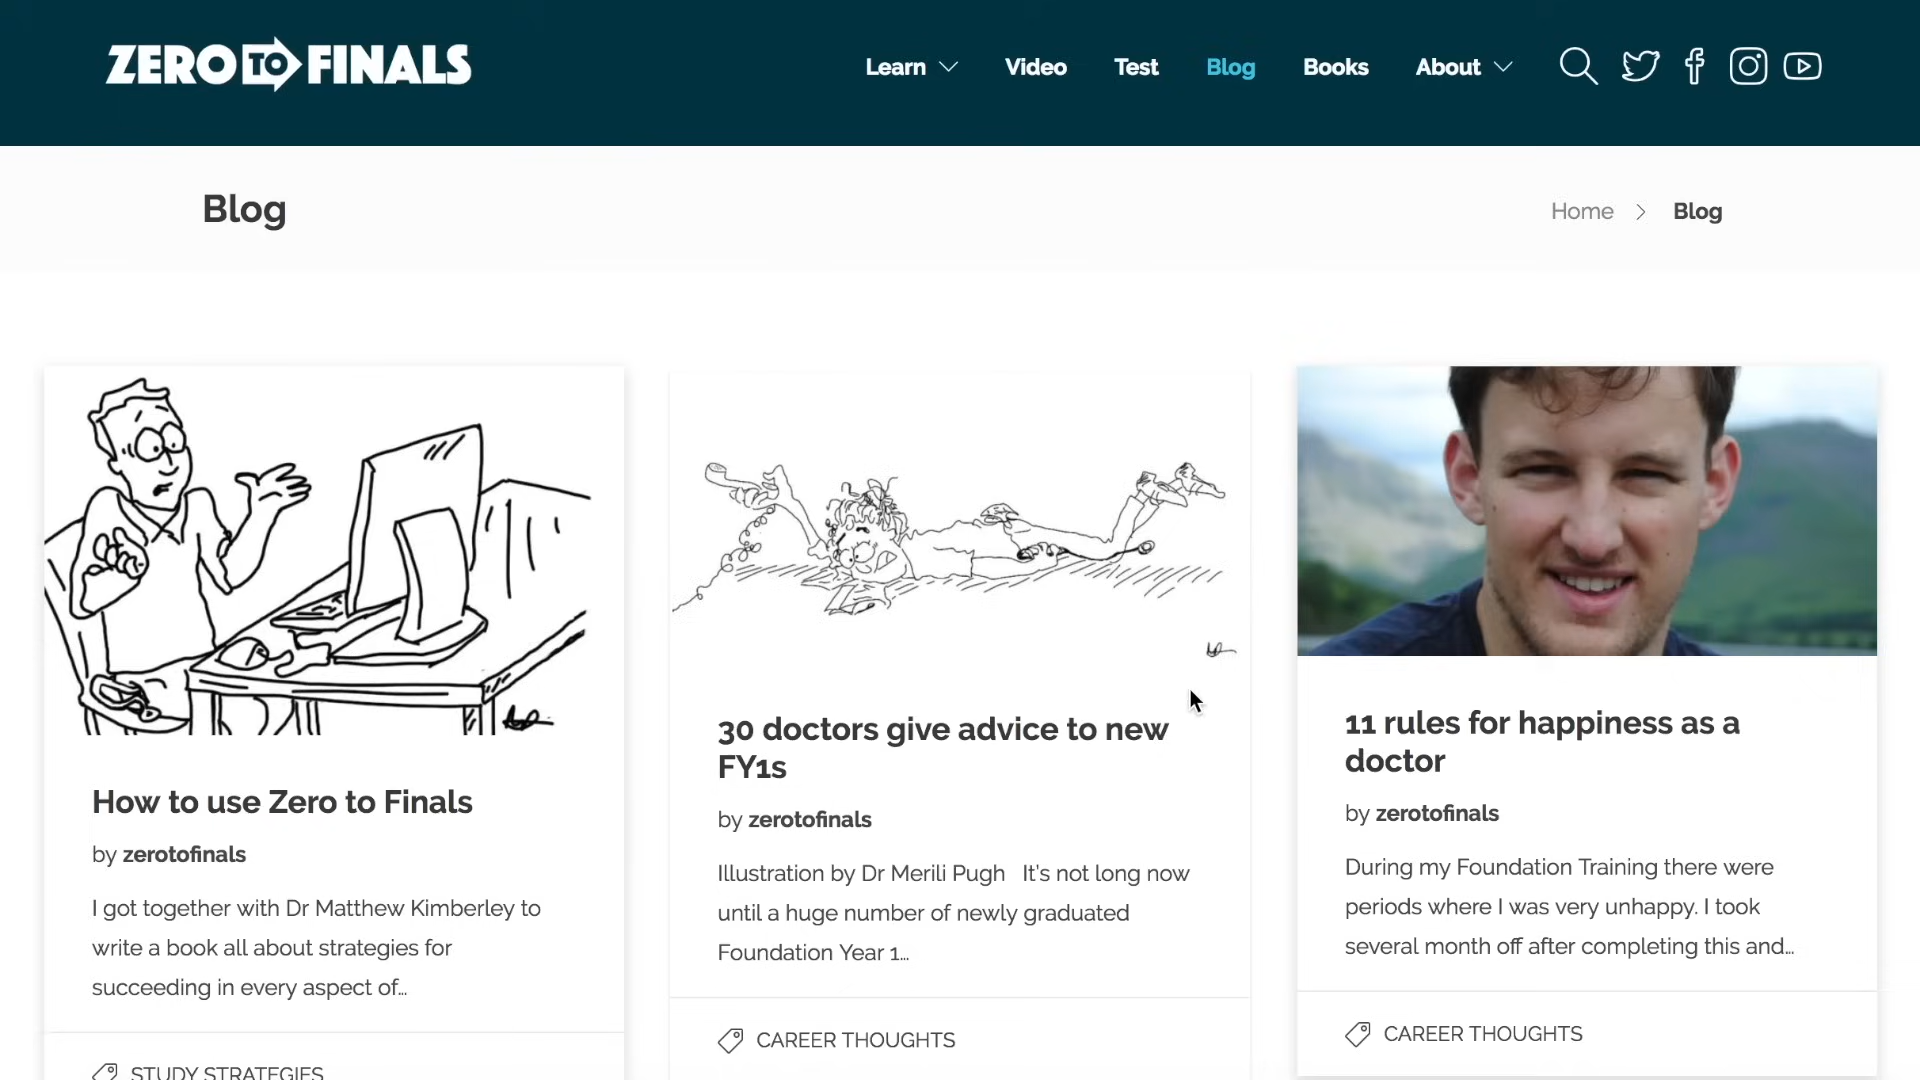 ZERO TO FINALS
Learn Video Test Blog Books About
Blog
Home > Blog
How to use Zero to Finals
by zerotofinals
I got together with Dr Matthew Kimberley to
write a book all about strategies for
succeeding in every aspect of...
STUDY STRATEGIES
30 doctors give advice to new
FY1s
by zerotofinals
Illustration by Dr Merili Pugh It's not long now
until a huge number of newly graduated
Foundation Year 1...
CAREER THOUGHTS
11 rules for happiness as a
doctor
by zerotofinals
During my Foundation Training there were
periods where I was very unhappy. I took
several month off after completing this and...
CAREER THOUGHTS